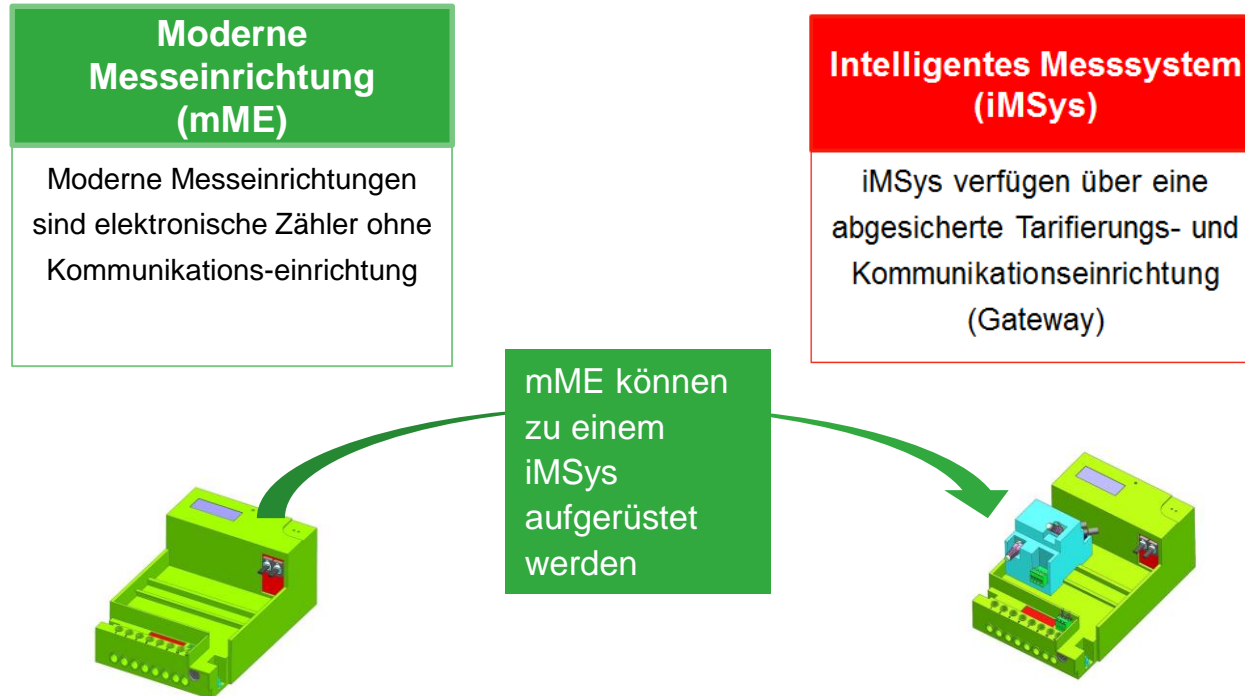 Moderne
Messeinrichtung
(mME)
Moderne Messeinrichtungen
sind elektronische Zähler ohne
Kommunikations-einrichtung
Intelligentes Messsystem
(iMSys)
iMSys verfügen über eine
abgesicherte Tarifierungs- und
Kommunikationseinrichtung
(Gateway)
mME können
zu einem
iMSys
aufgerüstet
werden